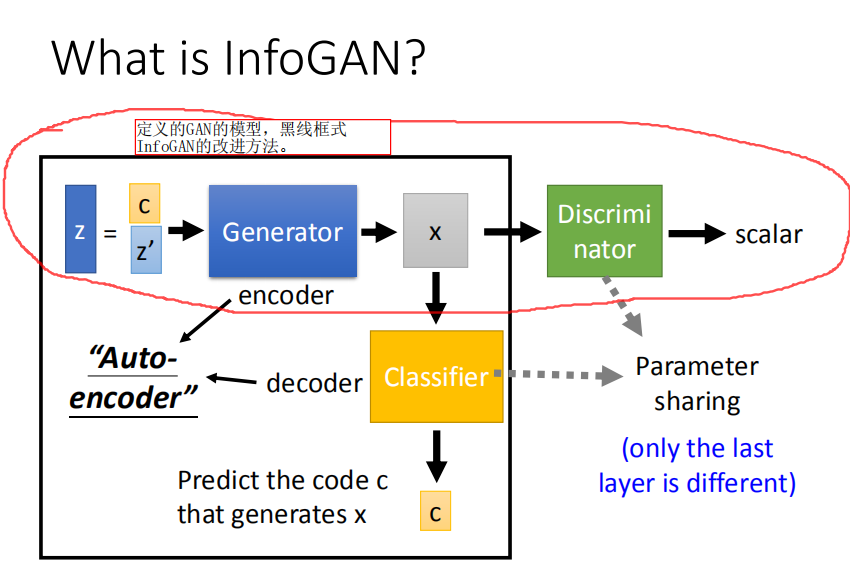 What is InfoGAN?
定义的GAN的模型，黑线框式
InfoGAN的改进方法。
z
=
c
z’
Generator
x
Discrimi
nator
scalar
encoder
“Auto-
encoder”
decoder
Classifier
Parameter
sharing
(only the last
layer is different)
Predict the code c
that generates x
c